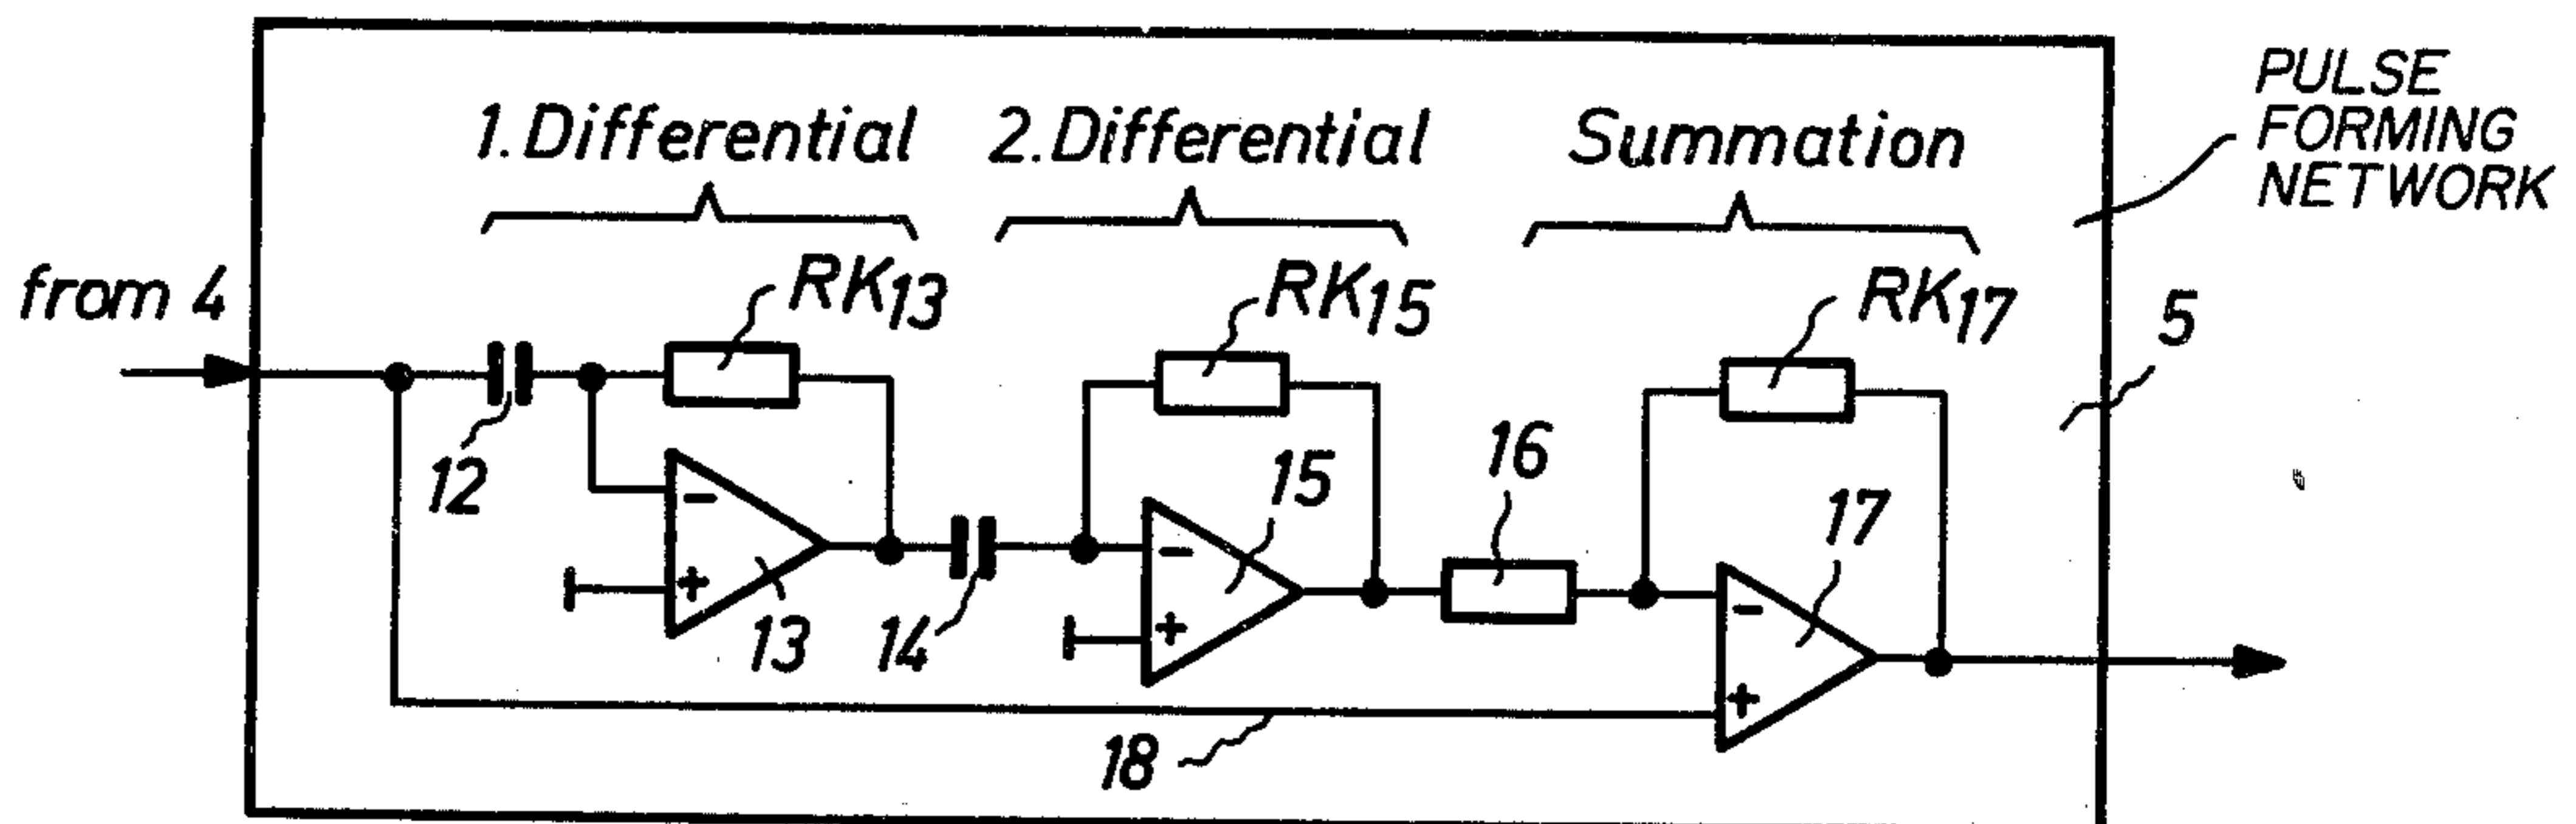 PULSE
FORMING
NETWORK
1. Differential
2. Differential
Summation
from 4
RK13
RK15
RK17
5
12
13
14
15
16
17
18
-
+
-
+
-
+